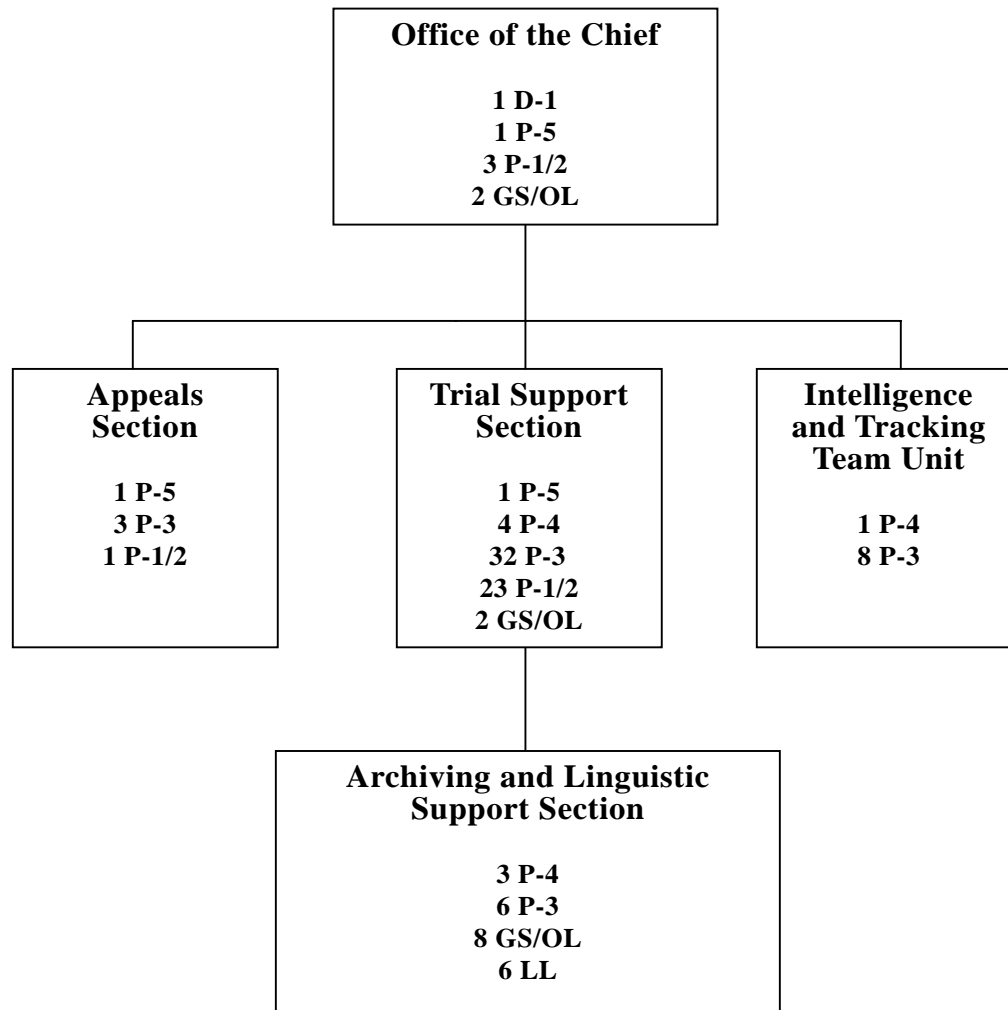 Office of the Chief
1 D-1
1 P-5
3 P-1/2
2 GS/OL
Appeals
Section
1 P-5
3 P-3
1 P-1/2
Trial Support
Section
1 P-5
4 P-4
32 P-3
23 P-1/2
2 GS/OL
Intelligence
and Tracking
Team Unit
1 P-4
8 P-3
Archiving and Linguistic
Support Section
3 P-4
6 P-3
8 GS/OL
6 LL